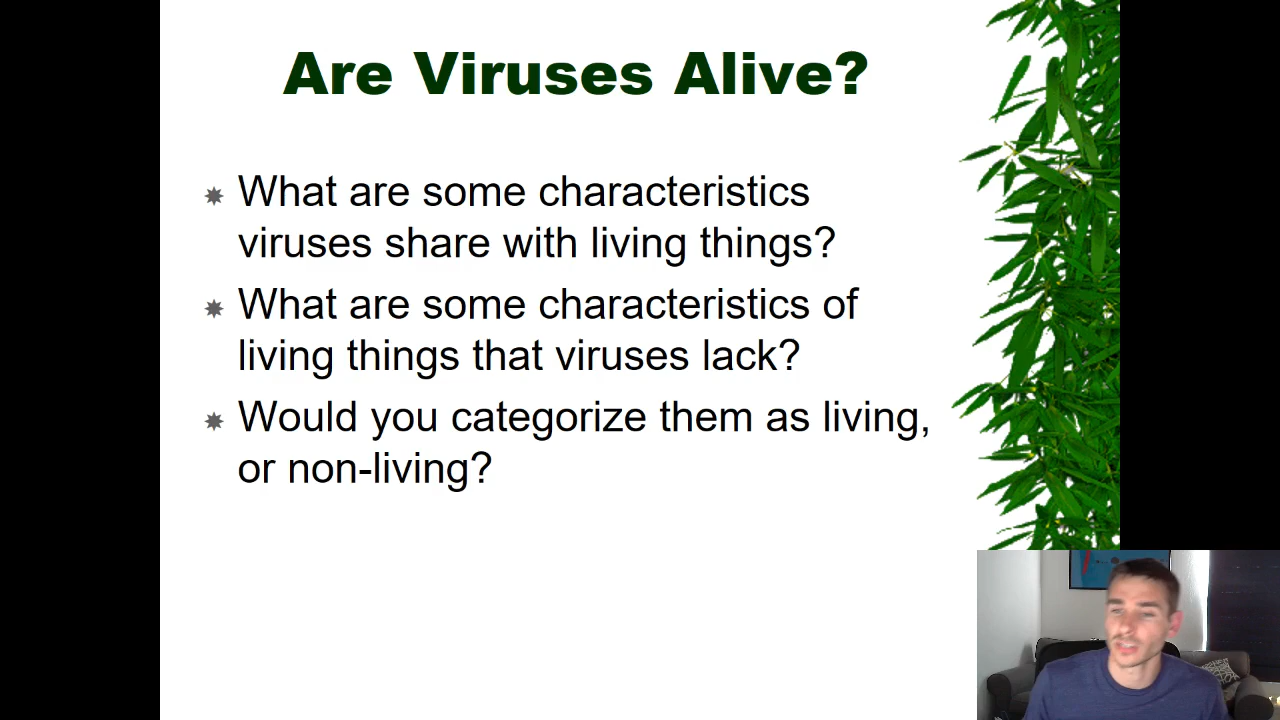 Are Viruses Alive?
What are some characteristics
viruses share with living things?
What are some characteristics of
living things that viruses lack?
Would you categorize them as living,
or non-living?